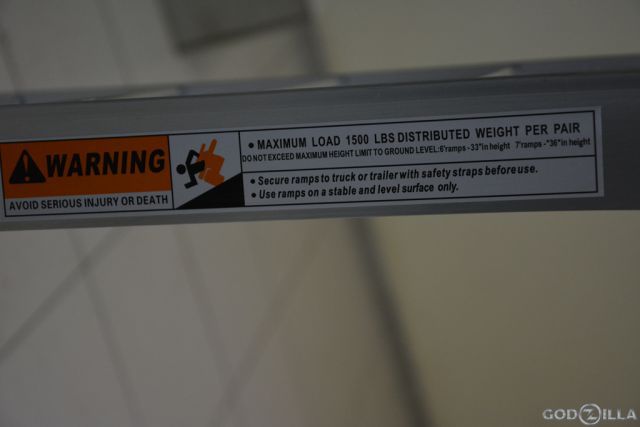 WARNING
AVOID SERIOUS INJURY OR DEATH
• MAXIMUM LOAD 1500 LBS DISTRIBUTED WEIGHT PER PAIR
DO NOT EXCEED MAXIMUM HEIGHT LIMIT TO GROUND LEVEL:6'ramps - 33"in height 7'ramps -"36"in height
• Secure ramps to truck or trailer with safety straps before use.
• Use ramps on a stable and level surface only.
GODZILLA